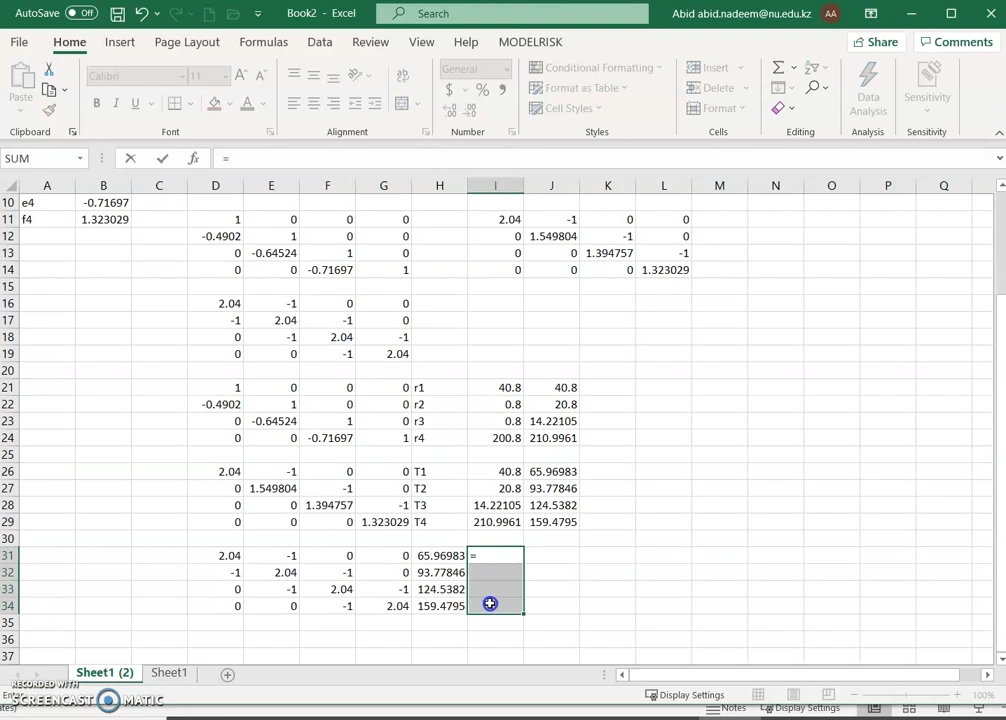 AutoSave Off Book2 - Excel Search Abid abid.nadeem@nu.edu.kz AA
File Home Insert Page Layout Formulas Data Review View Help MODELRISK Share Comments
Paste Calibri 11 A A ab General Conditional Formatting Insert
B I U A $ % 9 Format as Table Delete Data Analysis Sensitivity
Cell Styles Format
Clipboard Font Alignment Number Styles Cells Editing Analysis Sensitivity
SUM fx =
A B C D E F G H I J K L M N O P Q
10 e4 -0.71697
11 f4 1.323029 1 0 0 0 2.04 -1 0 0
12 -0.4902 1 0 0 0 1.549804 -1 0
13 0 -0.64524 1 0 0 0 1.394757 -1
14 0 0 -0.71697 1 0 0 0 1.323029
15
16 2.04 -1 0 0
17 -1 2.04 -1 0
18 0 -1 2.04 -1
19 0 0 -1 2.04
20
21 1 0 0 0 r1 40.8 40.8
22 -0.4902 1 0 0 r2 0.8 20.8
23 0 -0.64524 1 0 r3 0.8 14.22105
24 0 0 -0.71697 1 r4 200.8 210.9961
25
26 2.04 -1 0 0 T1 40.8 65.96983
27 0 1.549804 -1 0 T2 20.8 93.77846
28 0 0 1.394757 -1 T3 14.22105 124.5382
29 0 0 0 1.323029 T4 210.9961 159.4795
30
31 2.04 -1 0 0 65.96983 =
32 -1 2.04 -1 0 93.77846
33 0 -1 2.04 -1 124.5382
34 0 0 -1 2.04 159.4795
35
36
37
Sheet1 (2) Sheet1
RECORDED WITH
SCREENCAST MATIC
Display Settings 100%
Notes Display Settings